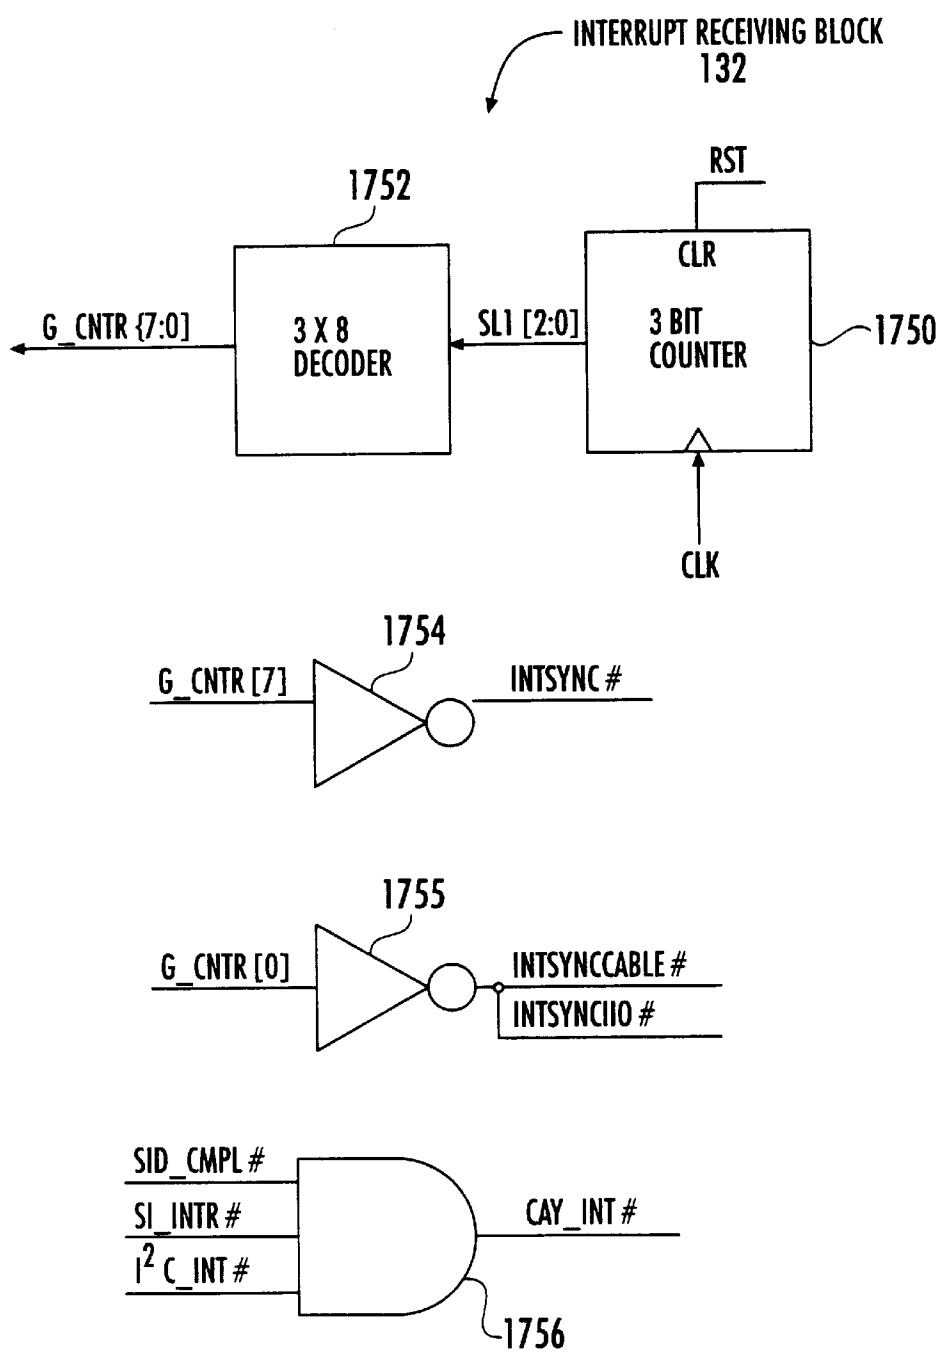 INTERRUPT RECEIVING BLOCK
132
RST
1752
CLR
G_CNTR {7:0]
3 X 8
DECODER
SL1 [2:0]
3 BIT
COUNTER
1750
CLK
1754
G_CNTR [7]
INTSYNC #
1755
G_CNTR [0]
INTSYNCCABLE #
INTSYNCIIO #
SID_CMPL #
SI_INTR #
I² C_INT #
CAY_INT #
1756